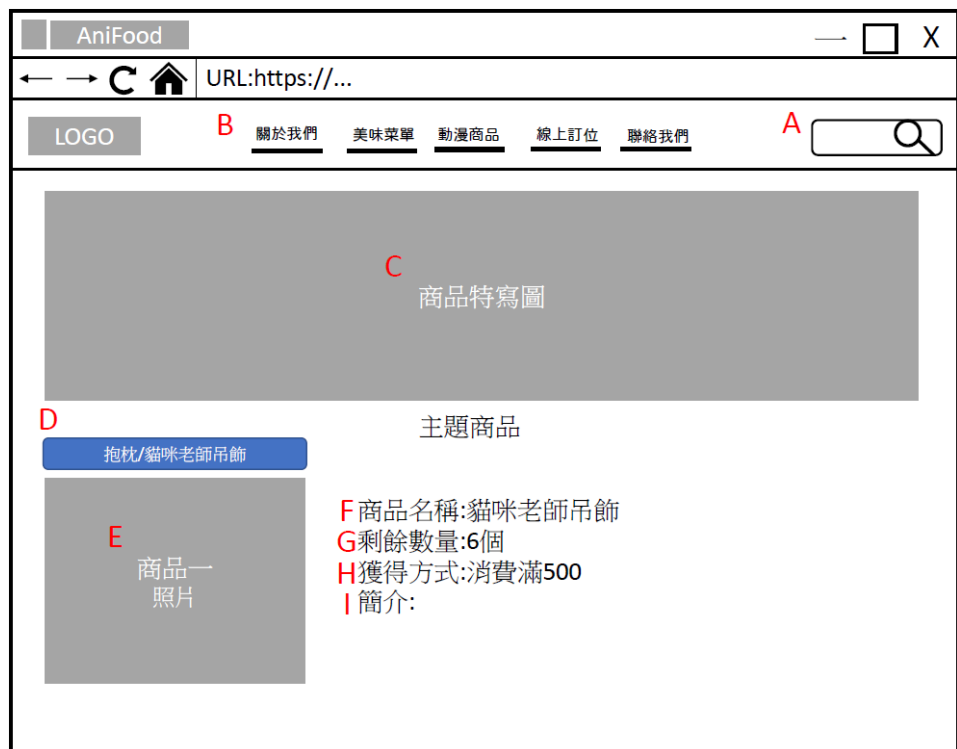 AniFood
X
URL:https://...
LOGO
B
關於我們
美味菜單
動漫商品
線上訂位
聯絡我們
A
C
商品特寫圖
D
主題商品
抱枕/貓咪老師吊飾
E
商品一
照片
F商品名稱:貓咪老師吊飾
G剩餘數量:6個
H獲得方式:消費滿500
I簡介: